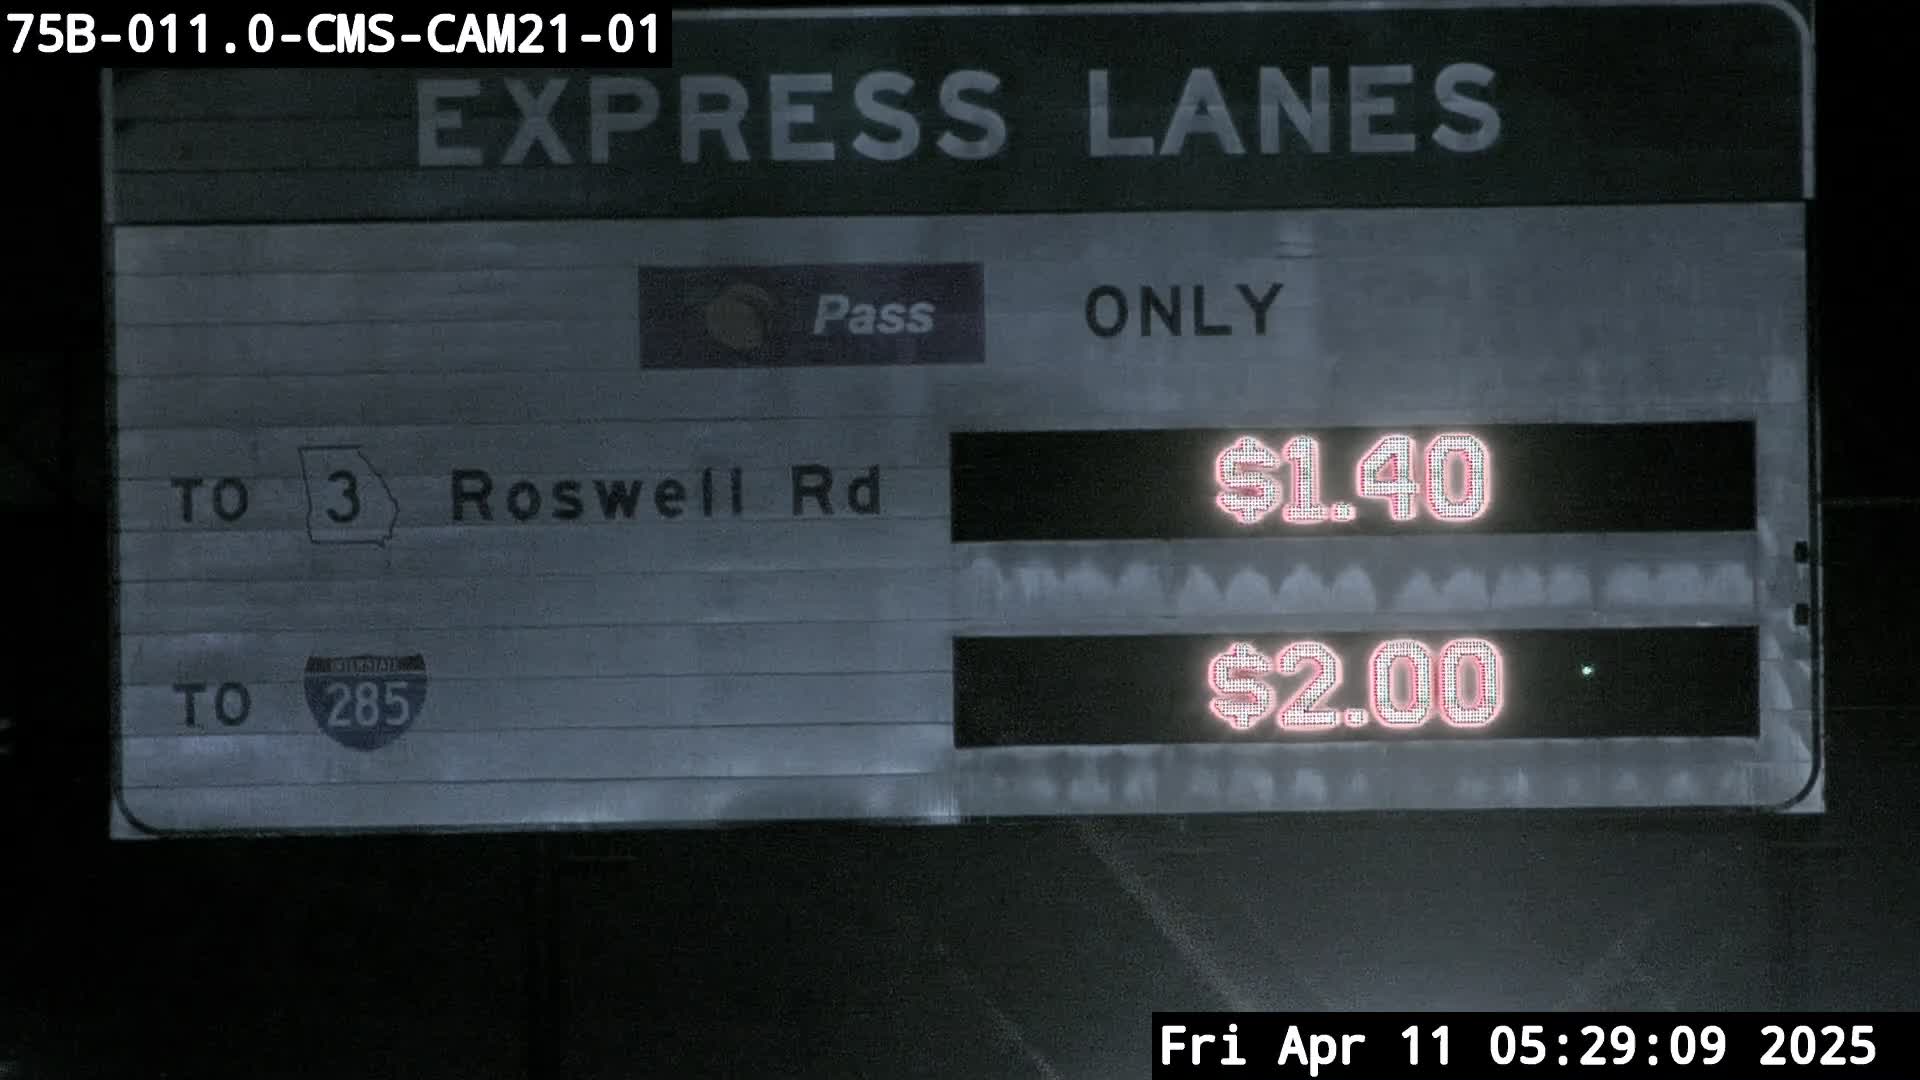 75B-011.0-CMS-CAM21-01
EXPRESS LANES
Pass ONLY
TO 3 Roswell Rd $1.40
INTERSTATE
TO 285 $2.00
Fri Apr 11 05:29:09 2025